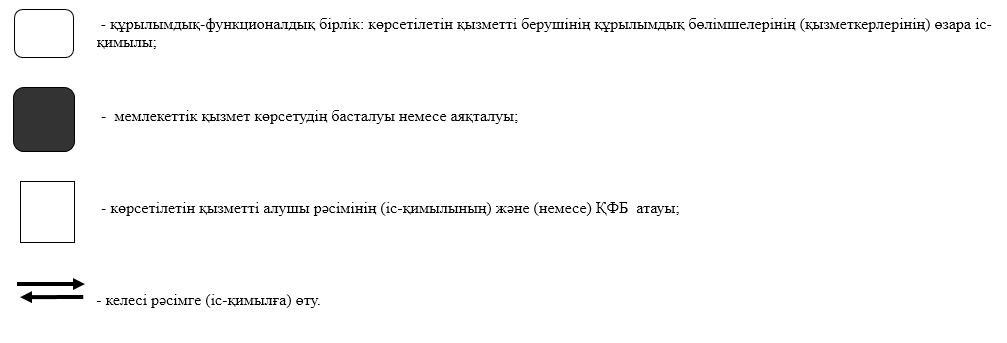 - құрылымдық-функционалдық бірлік: көрсетілетін қызметті берушінің құрылымдық бөлімшелерінің (қызметкерлерінің) өзара іс-
қимылы;
- мемлекеттік қызмет көрсетудің басталуы немесе аяқталуы;
- көрсетілетін қызметті алушы рәсімінің (іс-қимылының) және (немесе) ҚФБ атауы;
- келесі рәсімге (іс-қимылға) өту.